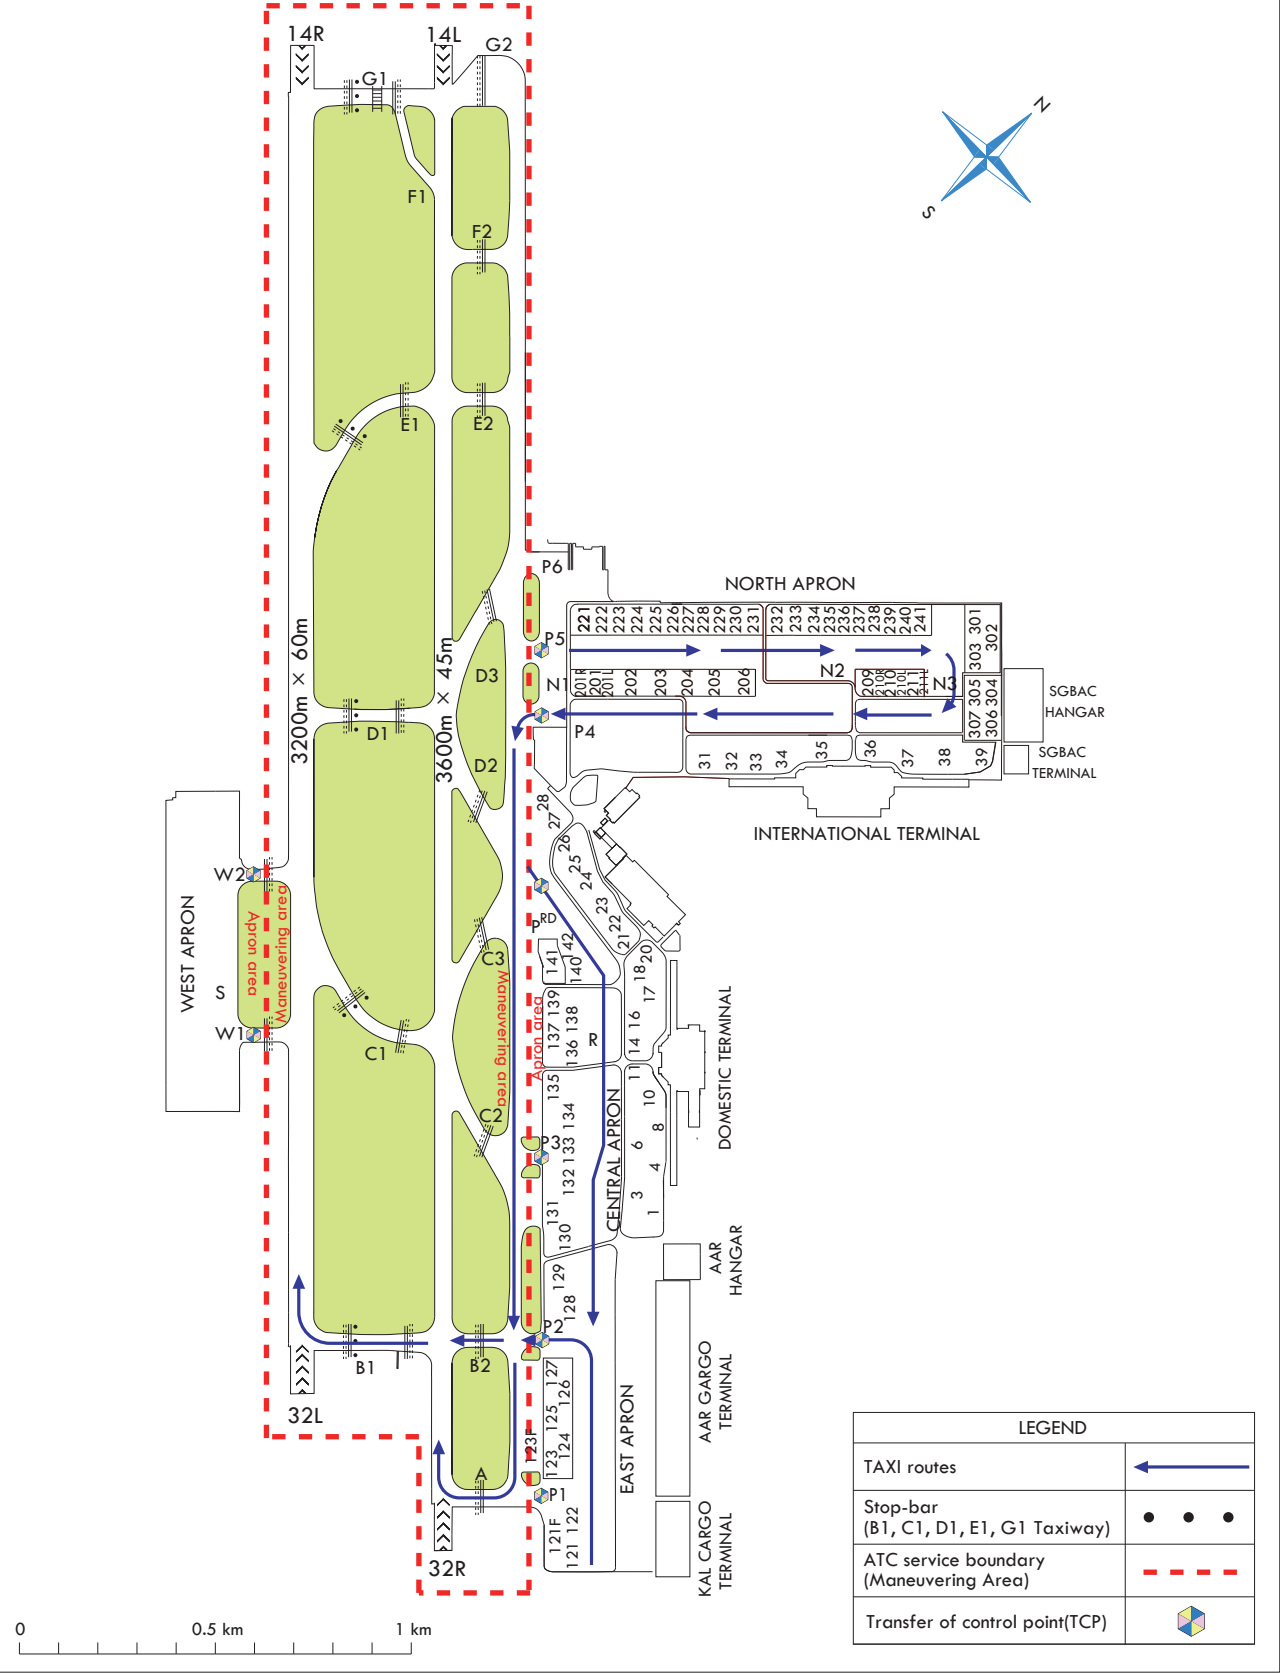 14R
14L
G2
G1
N
S
F1
F2
E1
E2
P6
NORTH APRON
221
222
223
224
225
226
227
228
229
230
231
232
233
234
235
236
237
238
239
240
241
301
302
303
P5
N1
N2
N3
201R
201
201L
202
203
204
205
206
209
210R
210
210L
211
211L
305
304
307
306
SGBAC
HANGAR
SGBAC
TERMINAL
P4
31
32
33
34
35
36
37
38
39
INTERNATIONAL TERMINAL
3200m × 60m
3600m × 45m
D3
D1
D2
28
27
26
25
24
23
22
21
W2
WEST APRON
S
W1
Apron area
Maneuvering area
C3
C1
C2
Maneuvering area
Apron area
PRD
142
141
140
139
138
137
136
R
135
134
133
132
131
130
129
128
20
18
17
16
14
11
10
8
6
4
3
1
CENTRAL APRON
DOMESTIC TERMINAL
P3
AAR
HANGAR
P2
B1
B2
32L
127
126
125
124
123
123F
EAST APRON
AAR GARGO
TERMINAL
A
P1
121F
122
121
KAL CARGO
TERMINAL
32R
LEGEND
TAXI routes
Stop-bar
(B1, C1, D1, E1, G1 Taxiway)
ATC service boundary
(Maneuvering Area)
Transfer of control point(TCP)
0
0.5 km
1 km